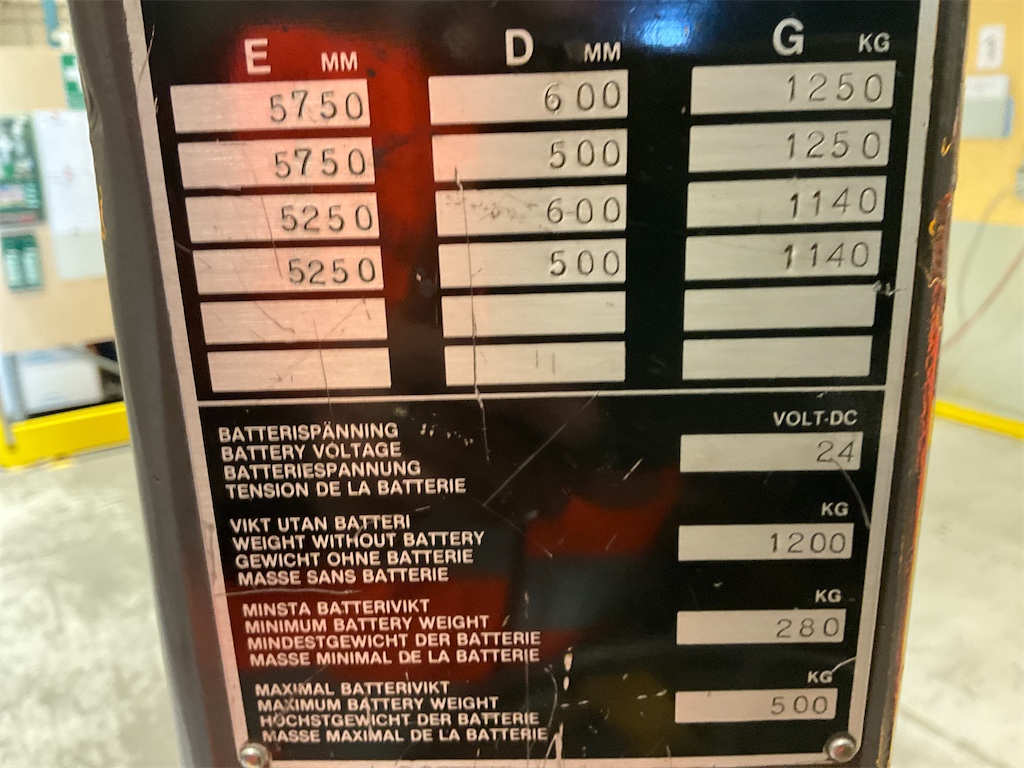 E MM D MM G KG
5750 600 1250
5750 500 1250
5250 600 1140
5250 500 1140
BATTERISPÄNNING VOLT-DC
BATTERY VOLTAGE 24
BATTERIESPANNUNG
TENSION DE LA BATTERIE
VIKT UTAN BATTERI KG
WEIGHT WITHOUT BATTERY 1200
GEWICHT OHNE BATTERIE
MASSE SANS BATTERIE
MINSTA BATTERIVIKT KG
MINIMUM BATTERY WEIGHT 280
MINDESTGEWICHT DER BATTERIE
MASSE MINIMAL DE LA BATTERIE
MAXIMAL BATTERIVIKT KG
MAXIMUM BATTERY WEIGHT 500
HÖCHSTGEWICHT DER BATTERIE
MASSE MAXIMAL DE LA BATTERIE